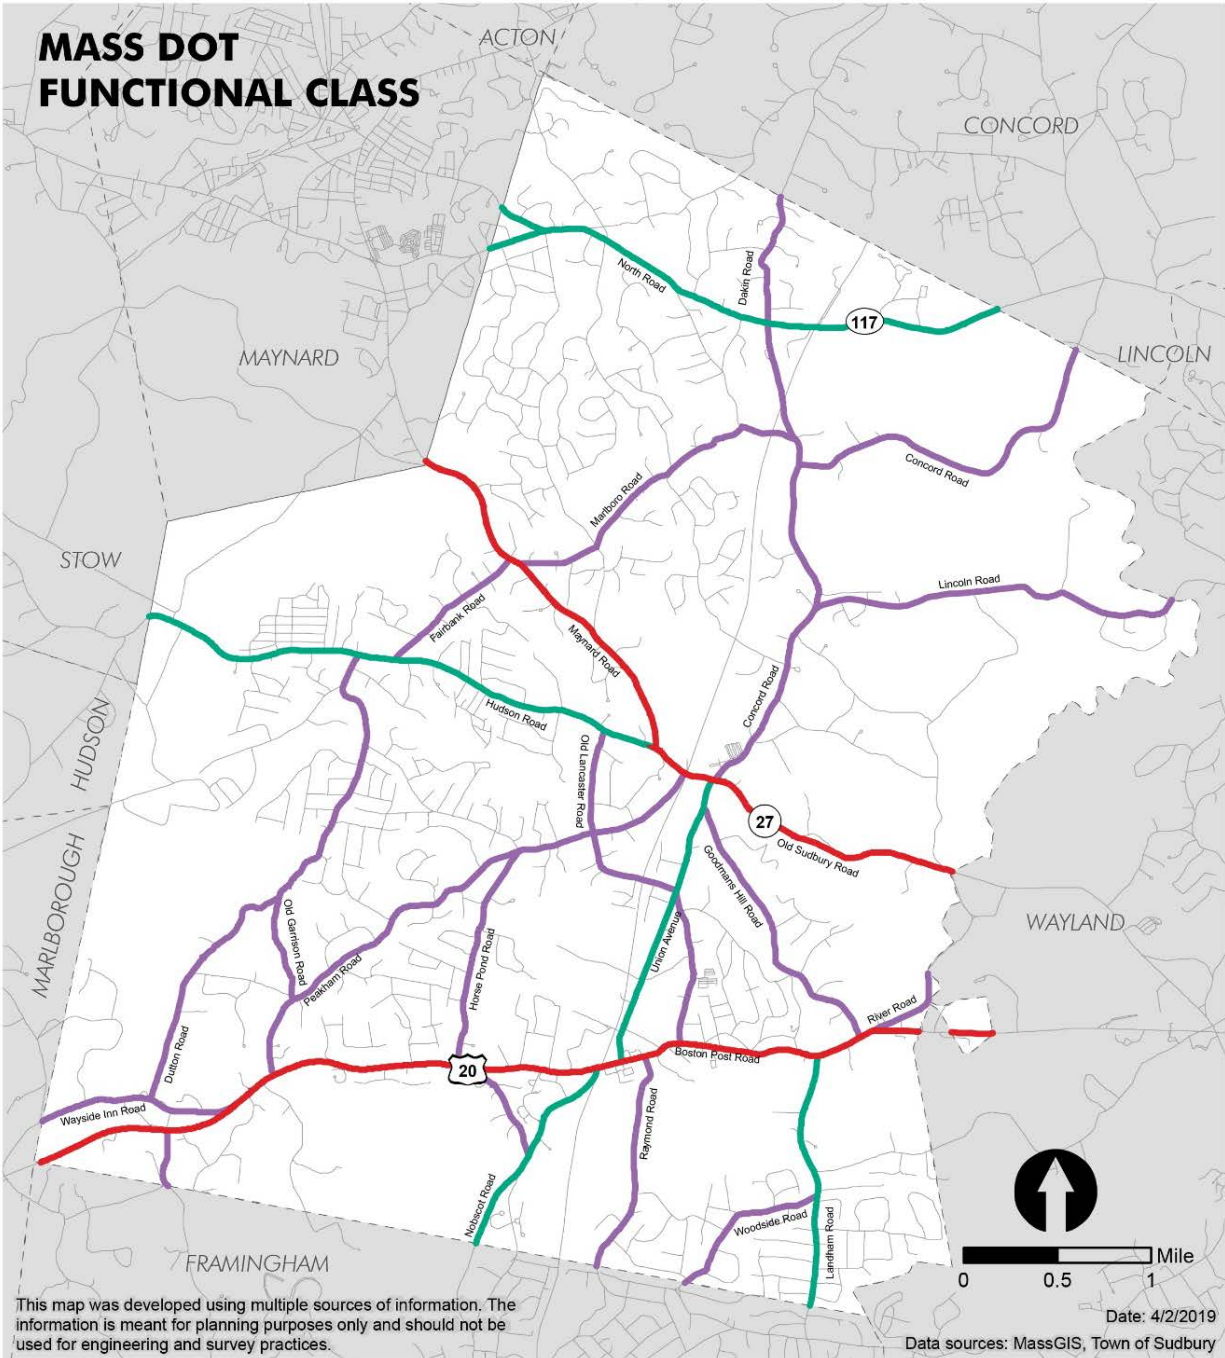 MASS DOT
FUNCTIONAL CLASS
ACTON
CONCORD
North Road
Dakin Road
117
MAYNARD
LINCOLN
Concord Road
Marlboro Road
STOW
Lincoln Road
Fairbank Road
Maynard Road
Hudson Road
Concord Road
HUDSON
Old Lancaster Road
27
Old Sudbury Road
Goodmans Hill Road
MARLBOROUGH
WAYLAND
Old Garrison Road
Union Avenue
Peakham Road
Horse Pond Road
River Road
Dutton Road
Boston Post Road
20
Wayside Inn Road
Raymond Road
Nobscot Road
Woodside Road
Landham Road
FRAMINGHAM
Mile
0 0.5 1
This map was developed using multiple sources of information. The
information is meant for planning purposes only and should not be
used for engineering and survey practices.
Date: 4/2/2019
Data sources: MassGIS, Town of Sudbury